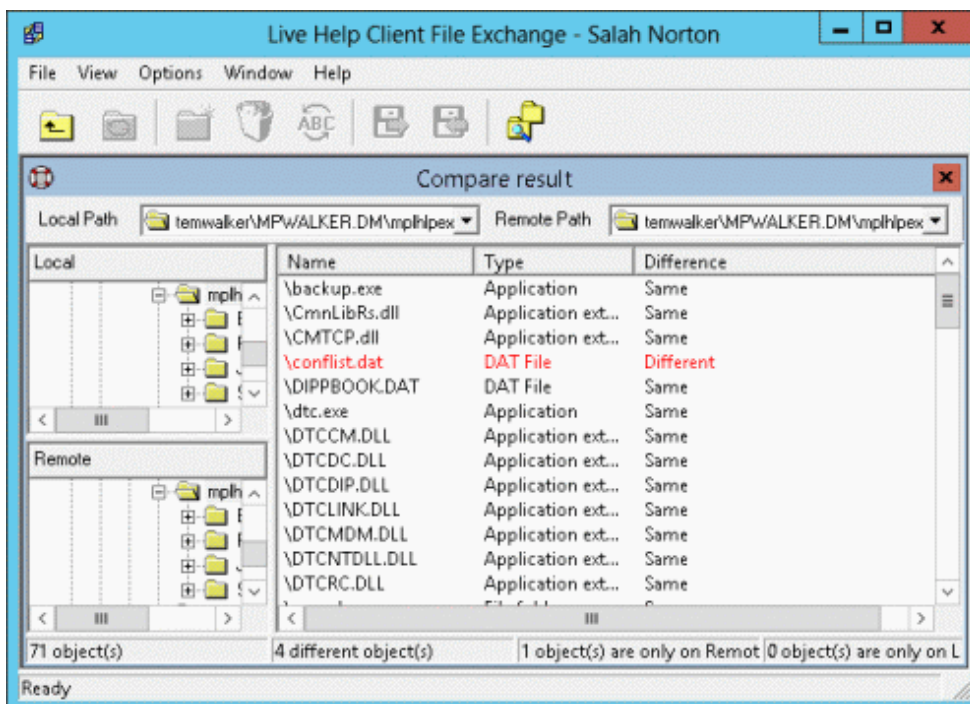 Live Help Client File Exchange - Salah Norton
File View Options Window Help
ABC
Compare result
Local Path temwalker\MPWALKER.DM\mplhlpex Remote Path temwalker\MPWALKER.DM\mplhlpex
Local
mplh
Remote
mplh
Name Type Difference
\backup.exe Application Same
\CmnLibRs.dll Application ext... Same
\CMTCP.dll Application ext... Same
\conflist.dat DAT File Different
\DIPPBOOK.DAT DAT File Same
\dtc.exe Application Same
\DTCCM.DLL Application ext... Same
\DTCDC.DLL Application ext... Same
\DTCDIP.DLL Application ext... Same
\DTCLINK.DLL Application ext... Same
\DTCMDM.DLL Application ext... Same
\DTCNTDLL.DLL Application ext... Same
\DTCRC.DLL Application ext... Same
71 object(s) 4 different object(s) 1 object(s) are only on Remot 0 object(s) are only on L
Ready